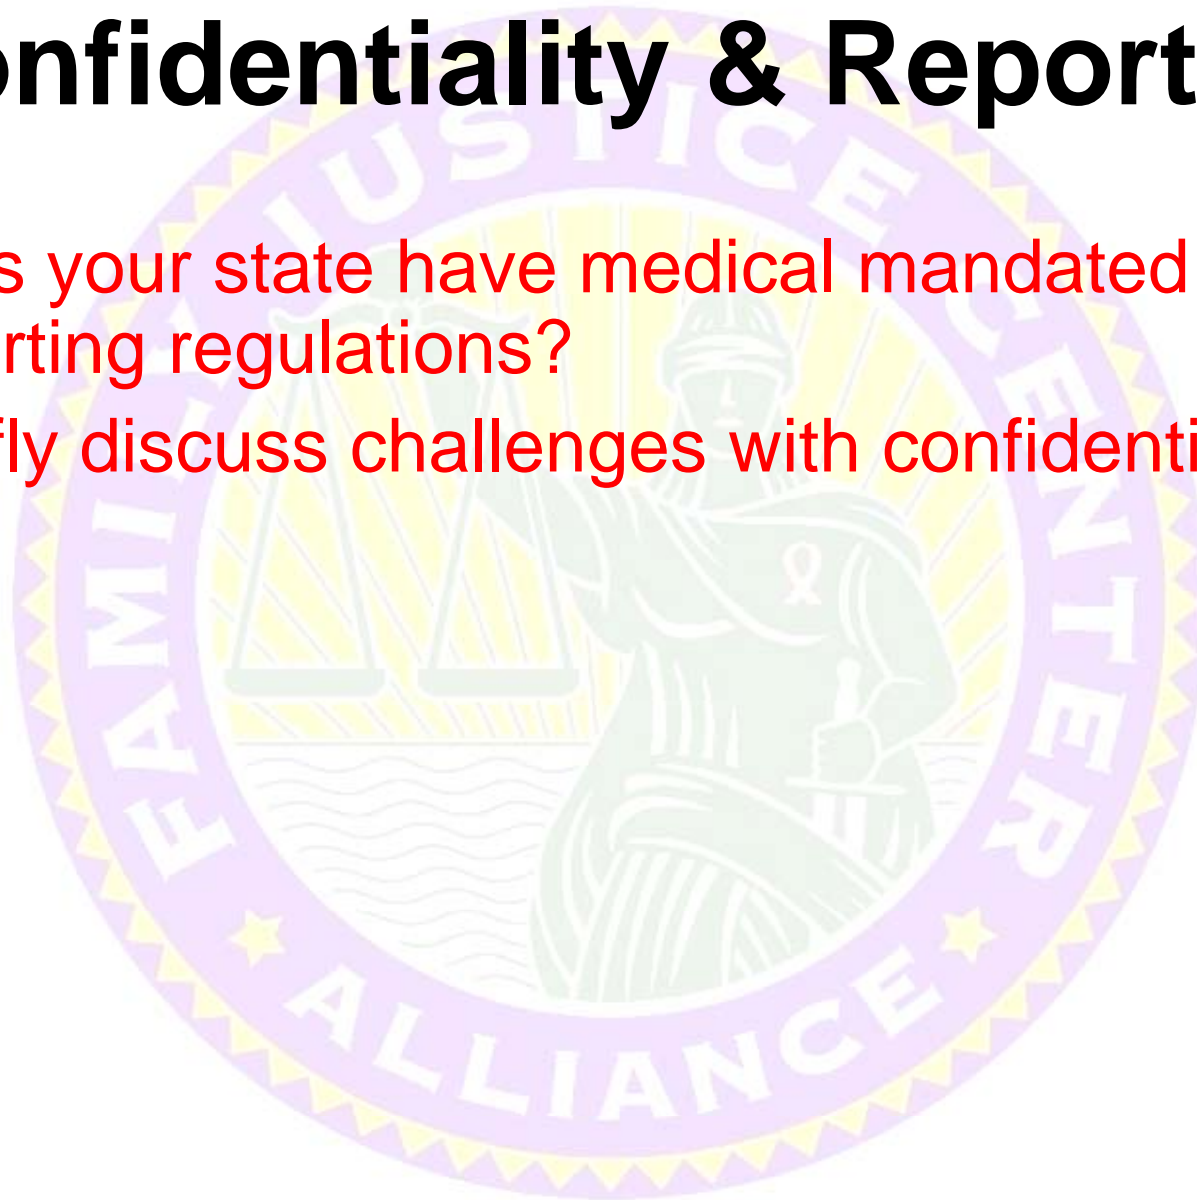 onfidentiality & Report
s your state have medical mandated
rting regulations?
fly discuss challenges with confidenti
FAMILY JUSTICE CENTER
ALLIANCE